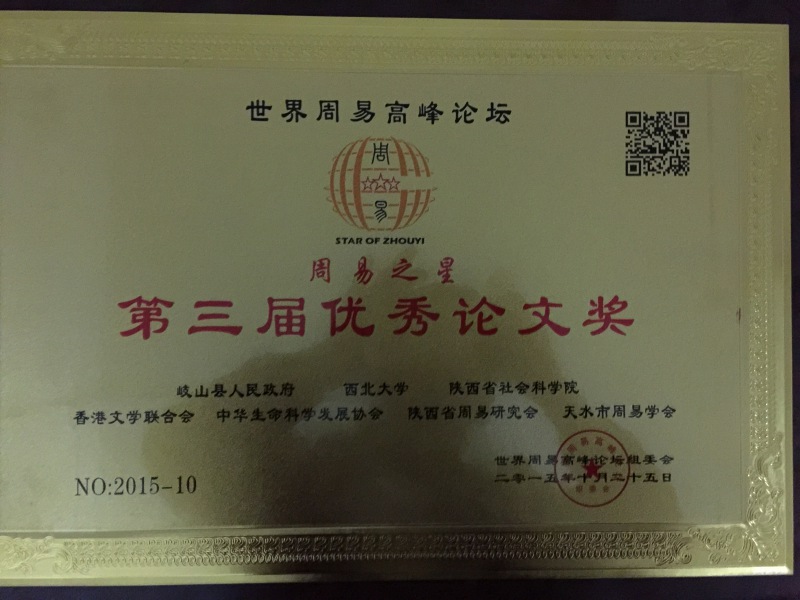 世界周易高峰论坛
周
易
STAR OF ZHOUYI
周易之星
第三届优秀论文奖
岐山县人民政府 西北大学 陕西省社会科学院
香港文学联合会 中华生命科学发展协会 陕西省周易研究会 天水市周易学会
世界周易高峰论坛组委会
二零一五年十月二十五日
NO:2015-10